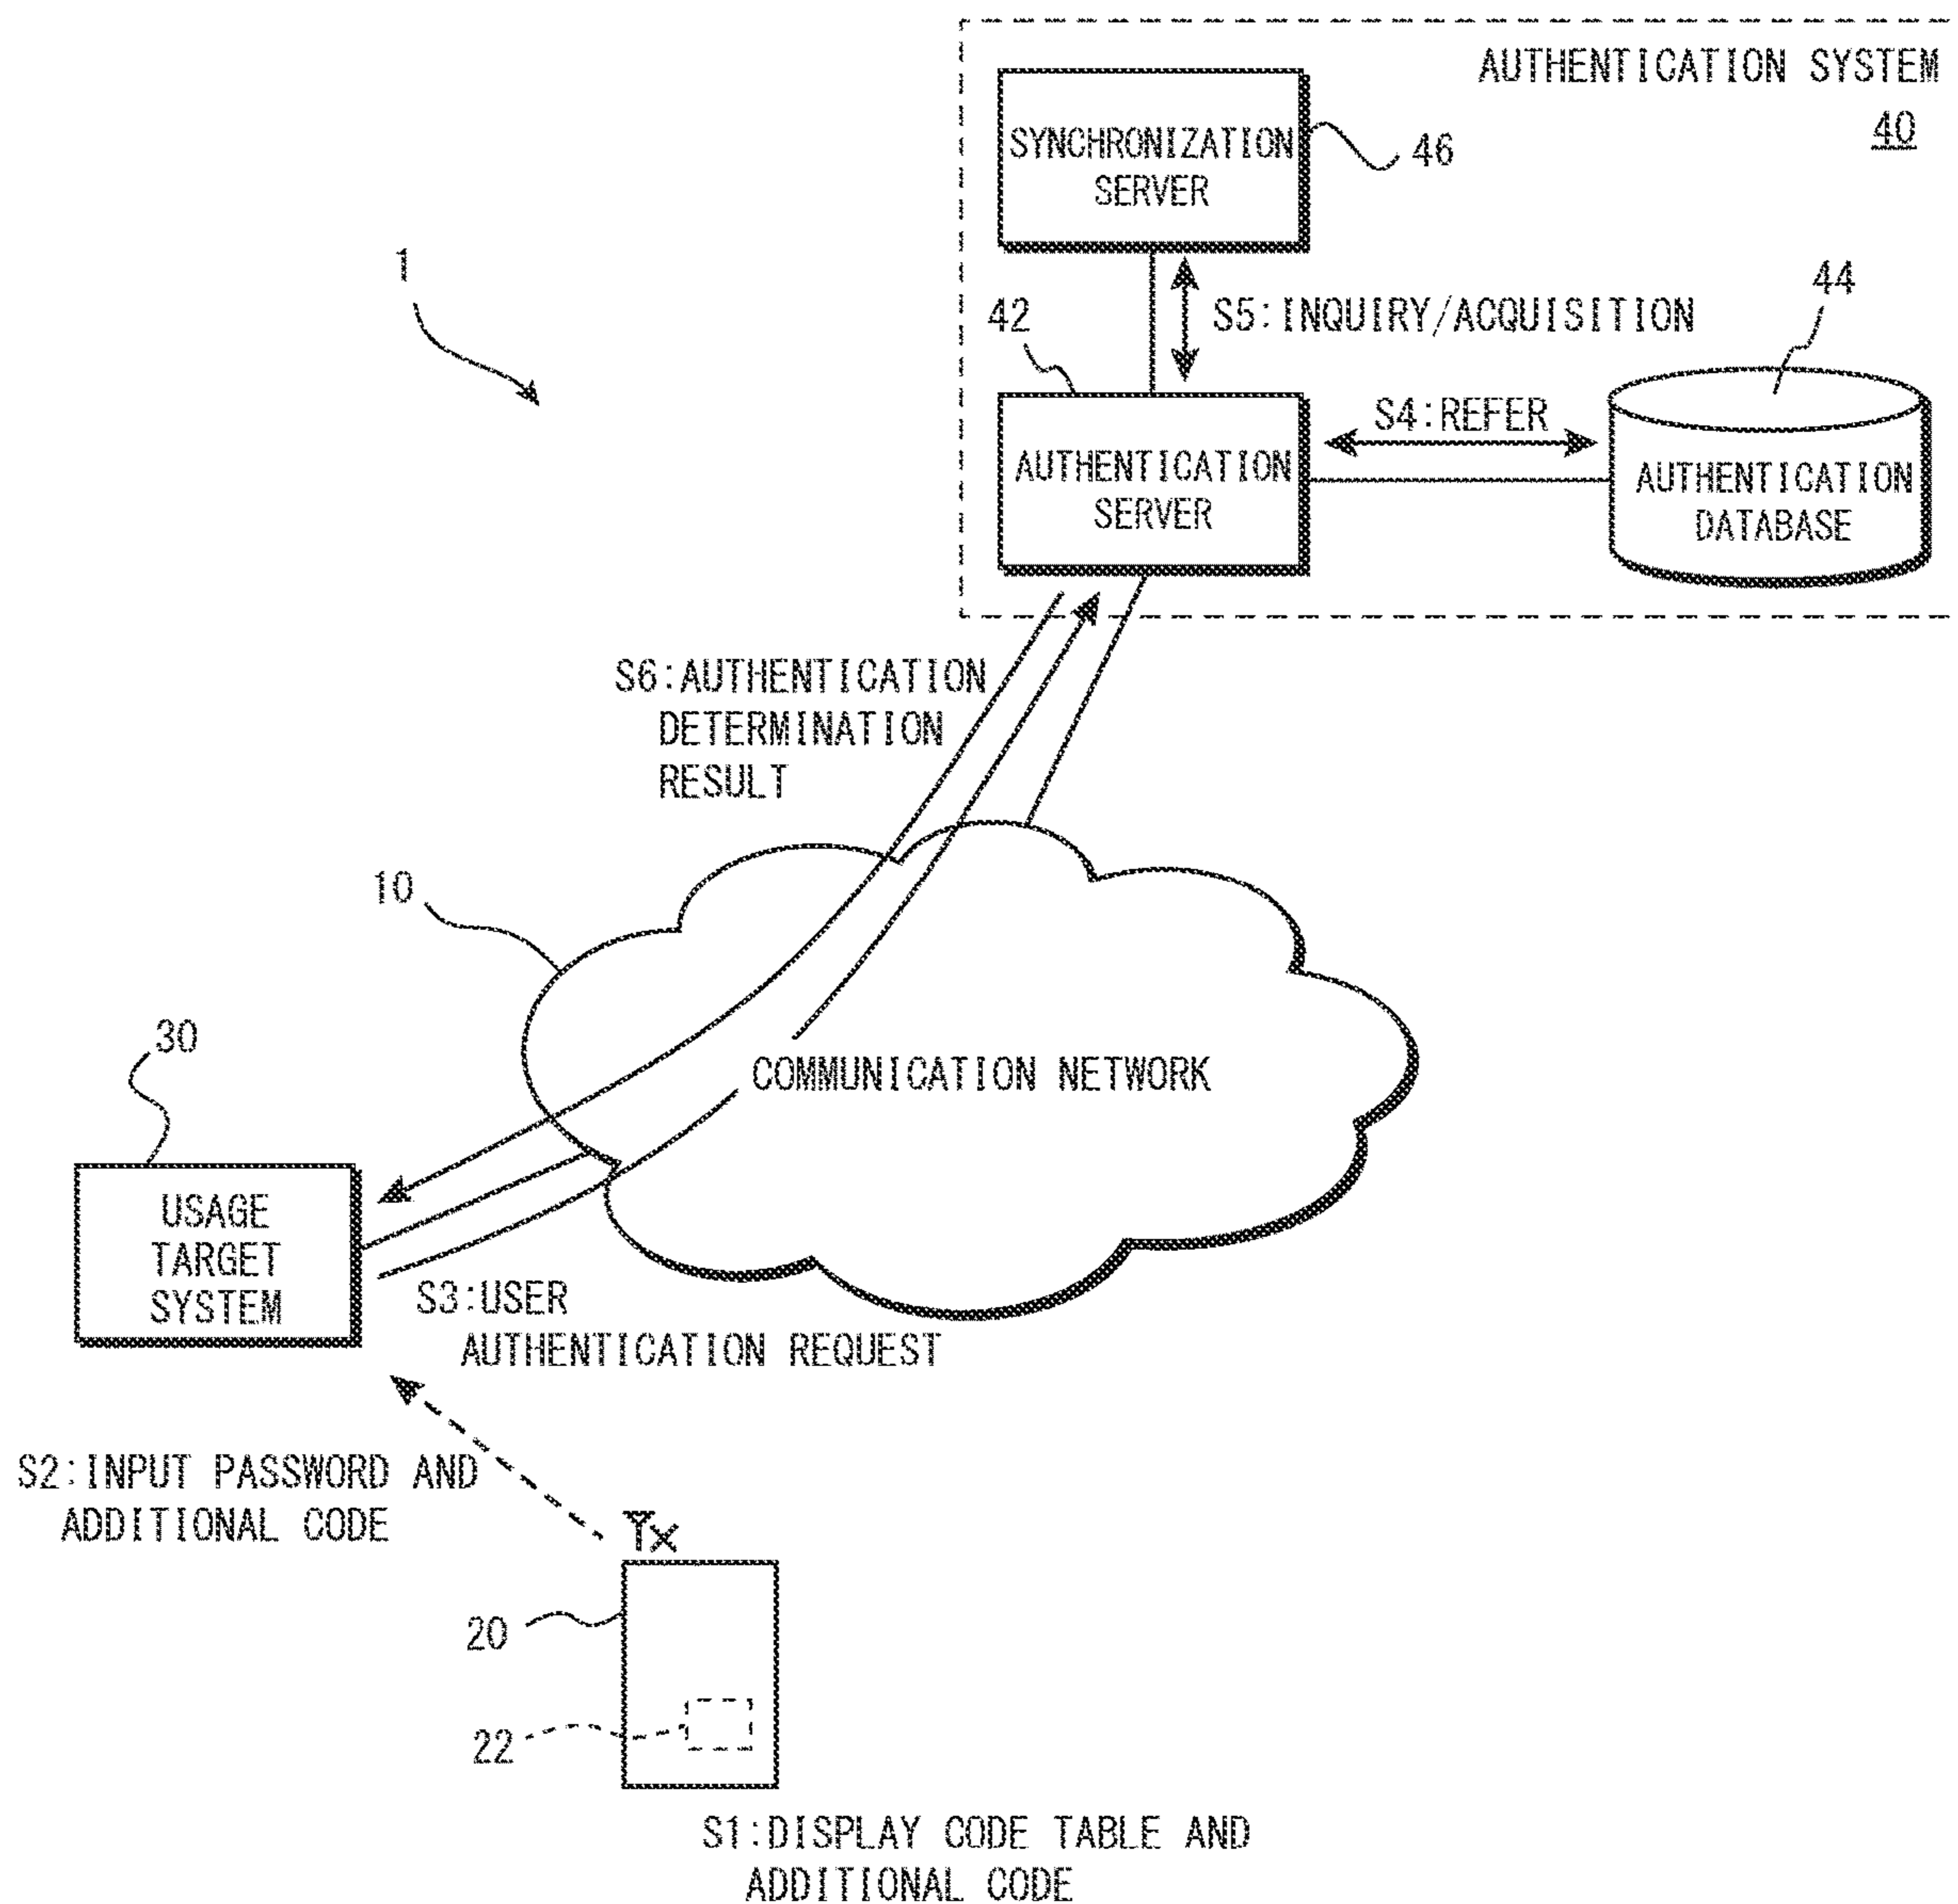 AUTHENTICATION SYSTEM
40
SYNCHRONIZATION
SERVER
46
1
42
S5:INQUIRY/ACQUISITION
44
S4:REFER
AUTHENTICATION
SERVER
AUTHENTICATION
DATABASE
S6:AUTHENTICATION
DETERMINATION
RESULT
10
COMMUNICATION NETWORK
30
USAGE
TARGET
SYSTEM
S3:USER
AUTHENTICATION REQUEST
S2:INPUT PASSWORD AND
ADDITIONAL CODE
20
22
S1:DISPLAY CODE TABLE AND
ADDITIONAL CODE